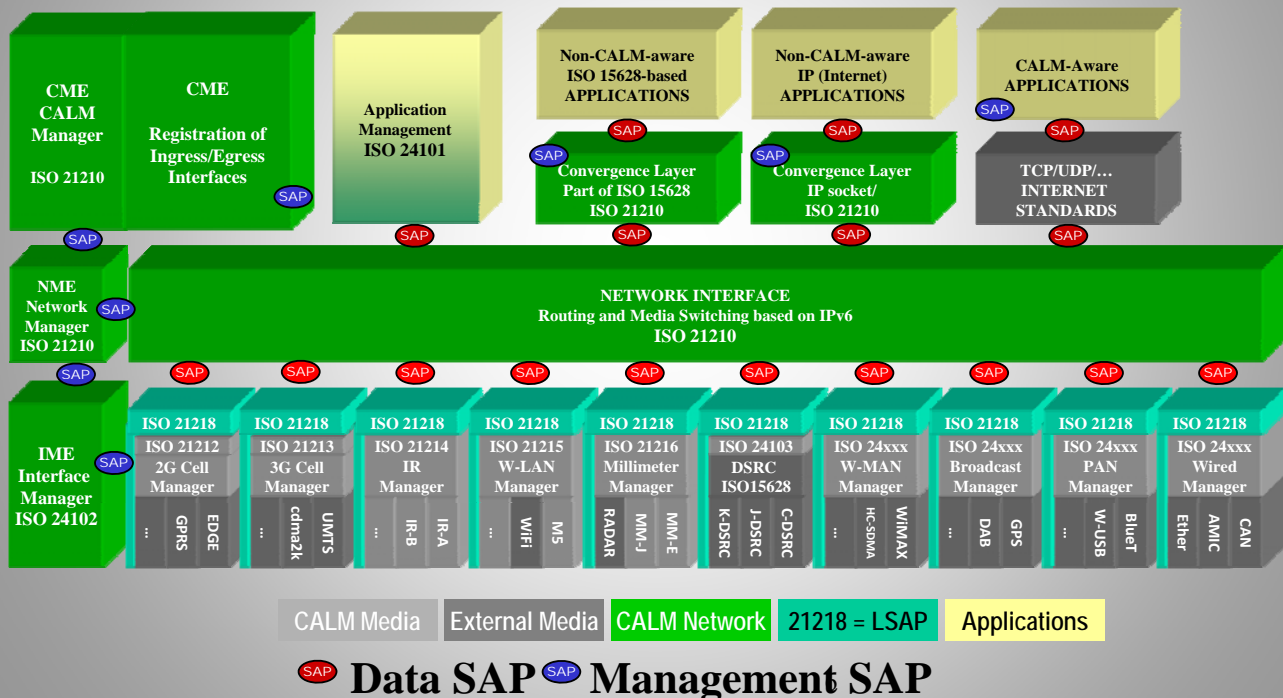 CME
CALM
Manager
ISO 21210
CME
Registration of
Ingress/Egress
Interfaces
SAP
SAP
Application
Management
ISO 24101
SAP
Non-CALM-aware
ISO 15628-based
APPLICATIONS
SAP
SAP
Convergence Layer
Part of ISO 15628
ISO 21210
SAP
Non-CALM-aware
IP (Internet)
APPLICATIONS
SAP
SAP
Convergence Layer
IP socket/
ISO 21210
SAP
CALM-Aware
APPLICATIONS
SAP
SAP
TCP/UDP/…
INTERNET
STANDARDS
SAP
NME
Network
Manager
ISO 21210
SAP
SAP
NETWORK INTERFACE
Routing and Media Switching based on IPv6
ISO 21210
SAP SAP SAP SAP SAP SAP SAP SAP SAP SAP
IME
Interface
Manager
ISO 24102
SAP
ISO 21218
ISO 21212
2G Cell
Manager
...
GPRS
EDGE
ISO 21218
ISO 21213
3G Cell
Manager
...
cdma2k
UMTS
ISO 21218
ISO 21214
IR
Manager
...
IR-B
IR-A
ISO 21218
ISO 21215
W-LAN
Manager
...
WiFi
M5
ISO 21218
ISO 21216
Millimeter
Manager
RADAR
MM-J
MM-E
ISO 21218
ISO 24103
DSRC
ISO15628
K-DSRC
J-DSRC
C-DSRC
ISO 21218
ISO 24xxx
W-MAN
Manager
...
HC-SDMA
WiMAX
ISO 21218
ISO 24xxx
Broadcast
Manager
...
DAB
GPS
ISO 21218
ISO 24xxx
PAN
Manager
...
W-USB
BlueT
ISO 21218
ISO 24xxx
Wired
Manager
Ether
AMIC
CAN
CALM Media
External Media
CALM Network
21218 = LSAP
Applications
SAP Data SAP SAP Management SAP